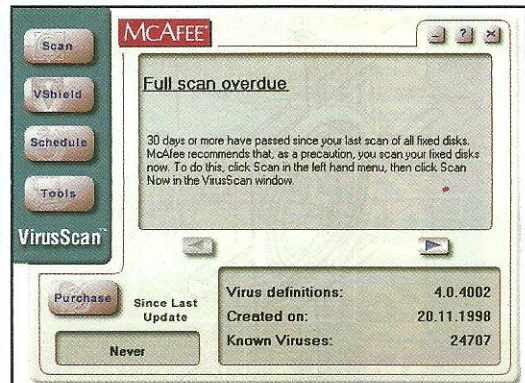 Scan
VShield
Schedule
Tools
VirusScan™
McAFEE
Full scan overdue
30 days or more have passed since your last scan of all fixed disks.
McAfee recommends that, as a precaution, you scan your fixed disks
now. To do this, click Scan in the left hand menu, then click Scan
Now in the VirusScan window.
Purchase
Since Last
Update
Never
Virus definitions: 4.0.4002
Created on: 20.11.1998
Known Viruses: 24707